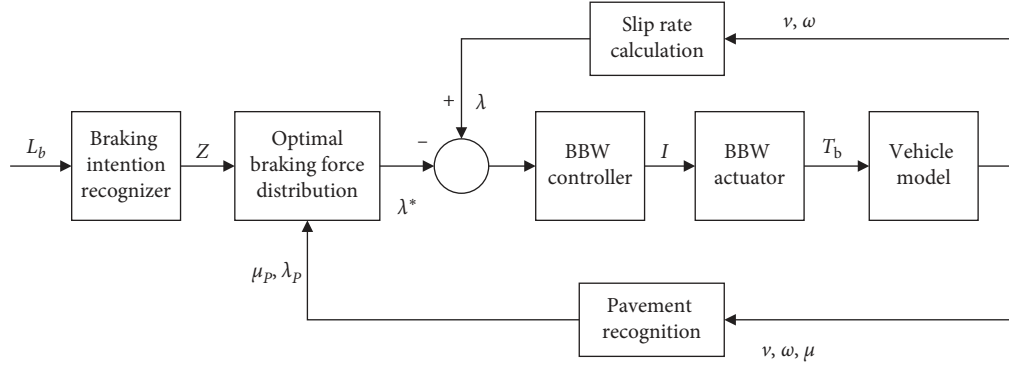 Slip rate
calculation
v, ω
+
λ
L_b
Braking
intention
recognizer
Z
Optimal
braking force
distribution
−
λ*
BBW
controller
I
BBW
actuator
T_b
Vehicle
model
μ_P, λ_P
Pavement
recognition
v, ω, μ